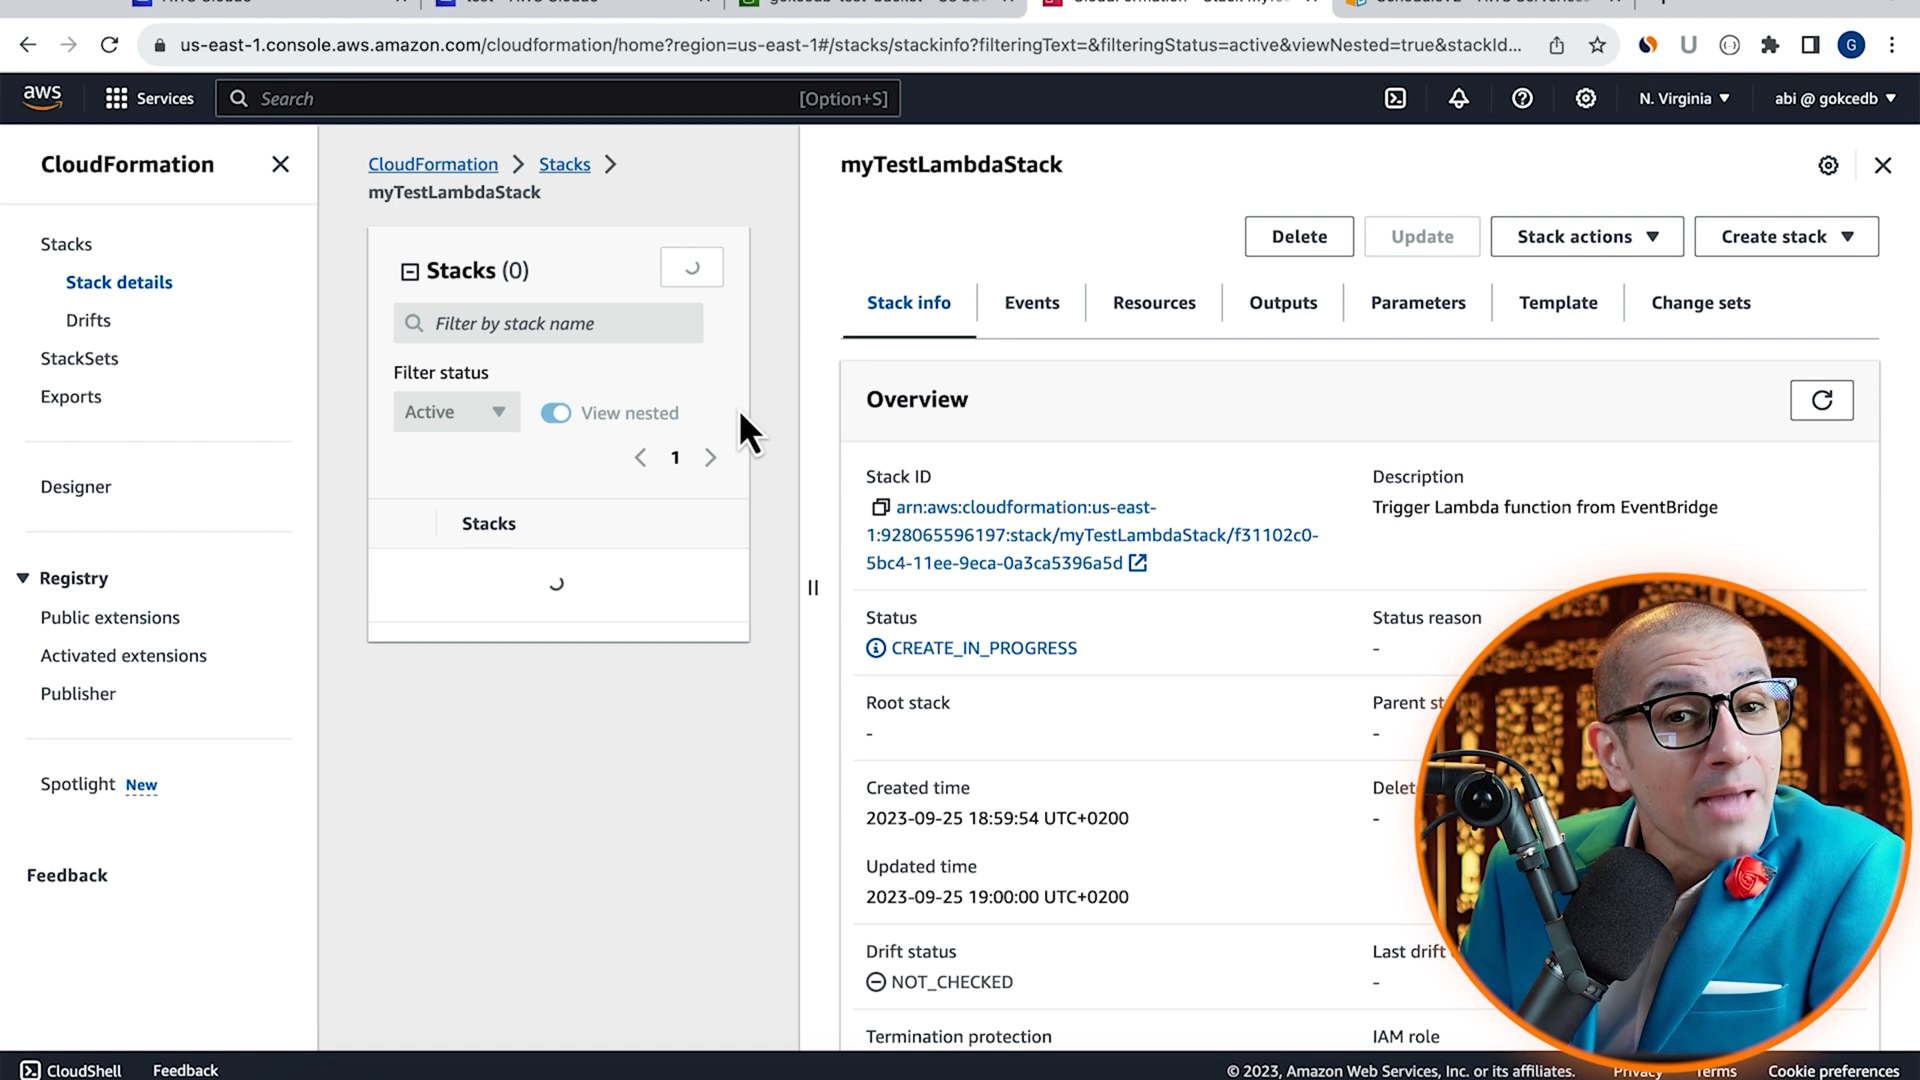 us-east-1.console.aws.amazon.com/cloudformation/home?region=us-east-1#/stacks/stackinfo?filteringText=&filteringStatus=active&viewNested=true&stackId...
G
aws
Services
Search
[Option+S]
N. Virginia
abi @ gokcedb
CloudFormation
Stacks
Stack details
Drifts
StackSets
Exports
Designer
Registry
Public extensions
Activated extensions
Publisher
Spotlight New
Feedback
CloudFormation
Stacks
myTestLambdaStack
Stacks (0)
Filter by stack name
Filter status
Active
View nested
1
Stacks
myTestLambdaStack
Delete
Update
Stack actions
Create stack
Stack info
Events
Resources
Outputs
Parameters
Template
Change sets
Overview
Stack ID
arn:aws:cloudformation:us-east-
1:928065596197:stack/myTestLambdaStack/f31102c0-
5bc4-11ee-9eca-0a3ca5396a5d
Description
Trigger Lambda function from EventBridge
Status
CREATE_IN_PROGRESS
Status reason
-
Root stack
-
Parent st
-
Created time
2023-09-25 18:59:54 UTC+0200
Delet
-
Updated time
2023-09-25 19:00:00 UTC+0200
Drift status
NOT_CHECKED
Last drift
-
Termination protection
IAM role
CloudShell
Feedback
© 2023, Amazon Web Services, Inc. or its affiliates.
Privacy
Terms
Cookie preferences